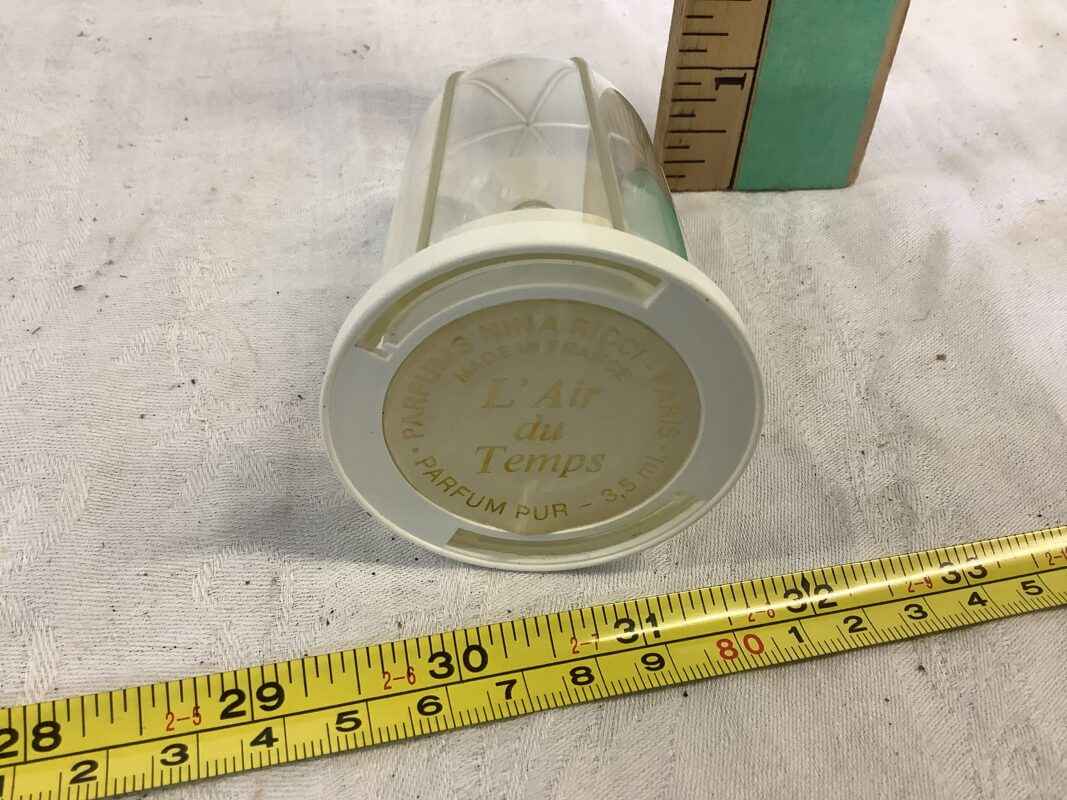 1
PARFUMS NINA RICCI - PARIS
MADE IN FRANCE
L'Air
du
Temps
PARFUM PUR - 3,5 ml.
28 2-5 29 2-6 30 2-7 31 2-8 32 2-9 33
2 3 4 5 6 7 8 9 80 1 2 3 4 5